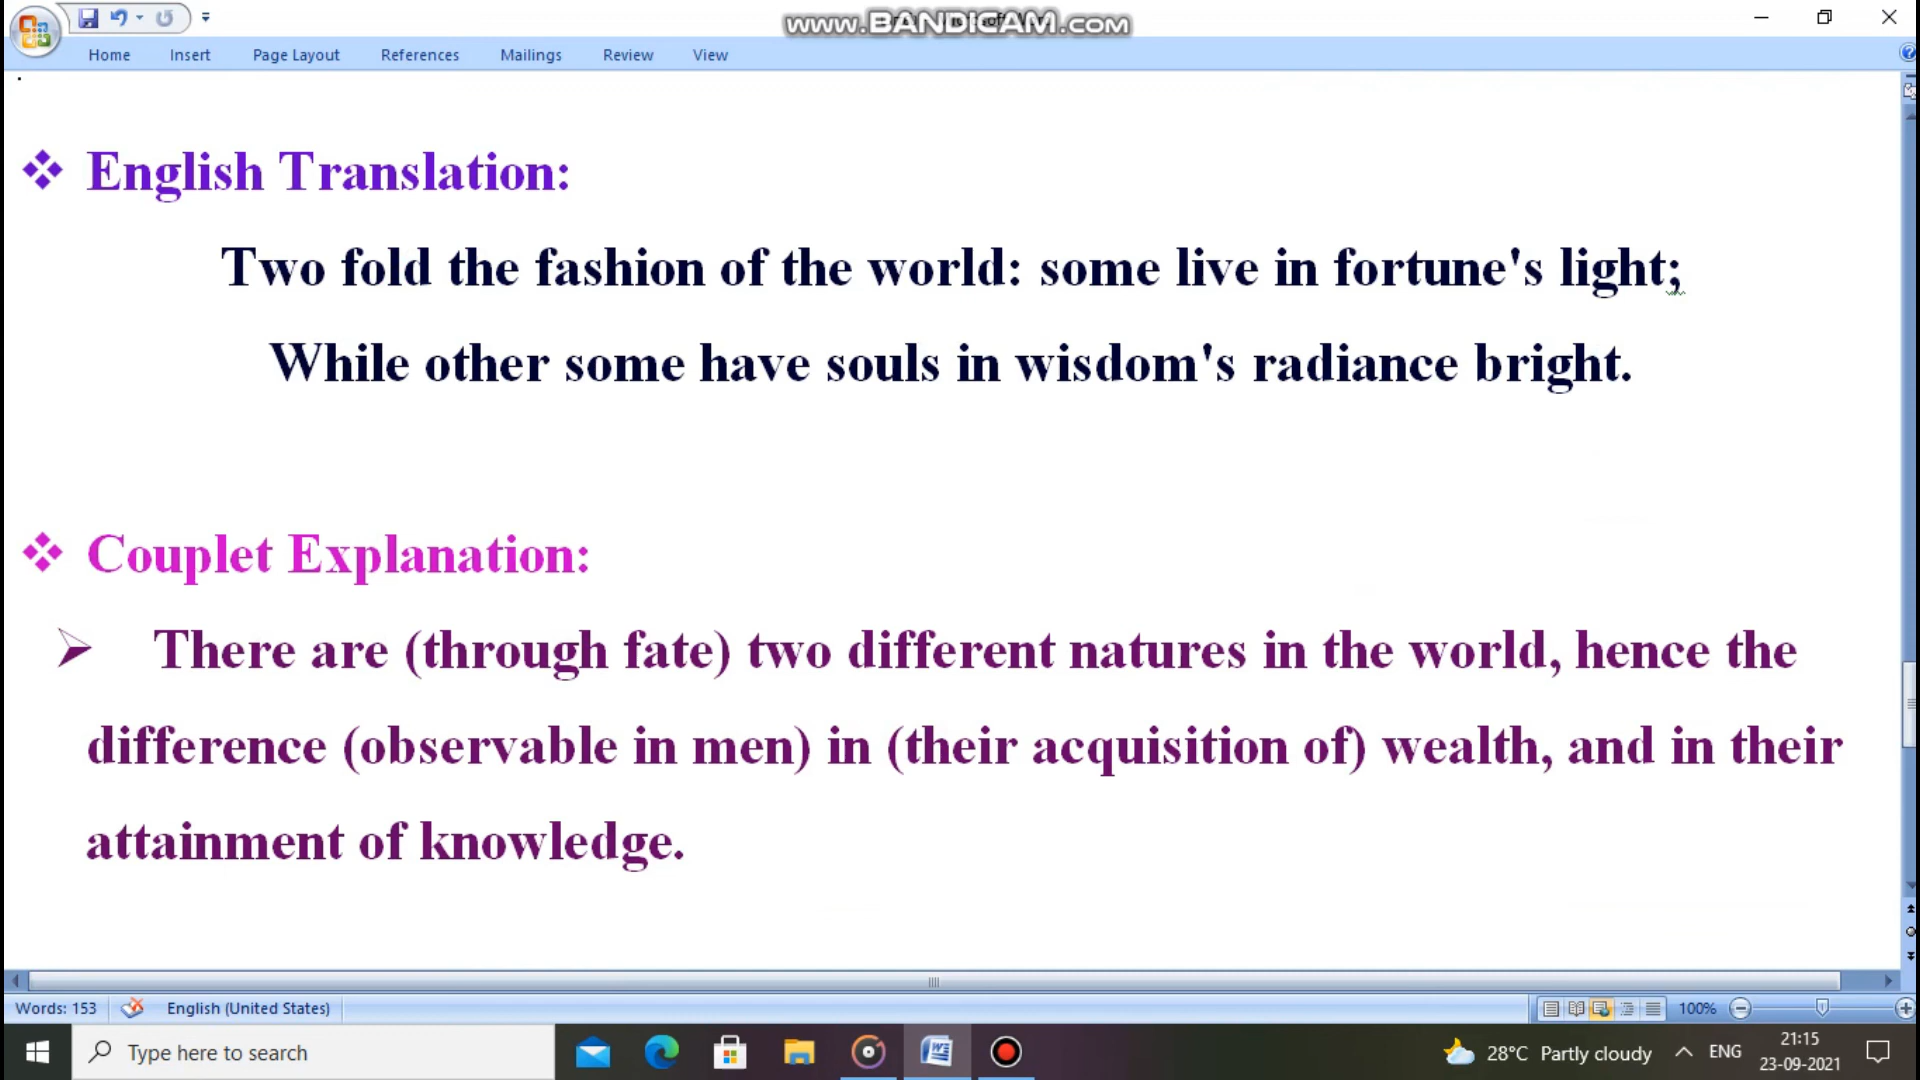 www.BANDICAM.com
Home Insert Page Layout References Mailings Review View
English Translation:
Two fold the fashion of the world: some live in fortune's light;
While other some have souls in wisdom's radiance bright.
Couplet Explanation:
There are (through fate) two different natures in the world, hence the
difference (observable in men) in (their acquisition of) wealth, and in their
attainment of knowledge.
Words: 153 English (United States) 100%
Type here to search 28°C Partly cloudy ENG 21:15
23-09-2021